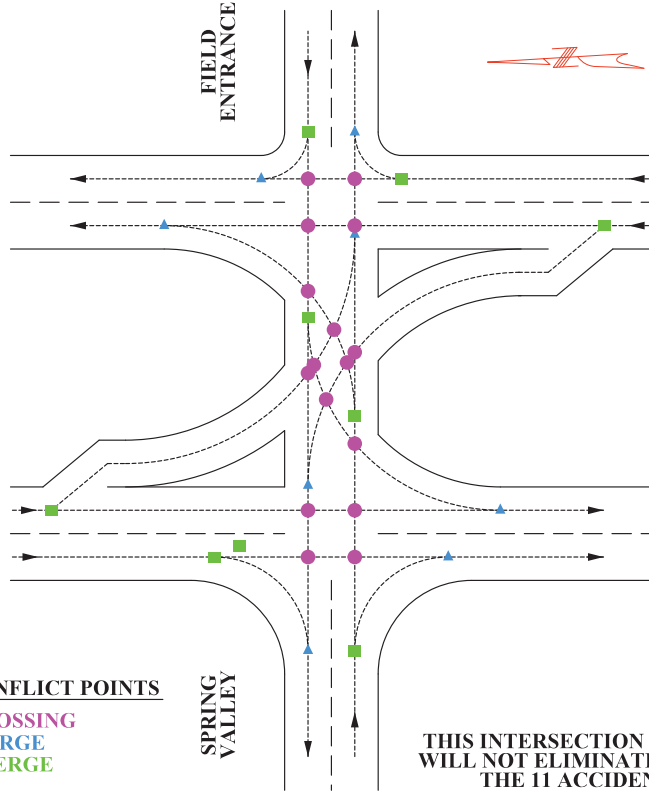 FIELD
ENTRANCE
SPRING
VALLEY
NFLICT POINTS
OSSING
RGE
ERGE
THIS INTERSECTION
WILL NOT ELIMINAT
THE 11 ACCIDEN